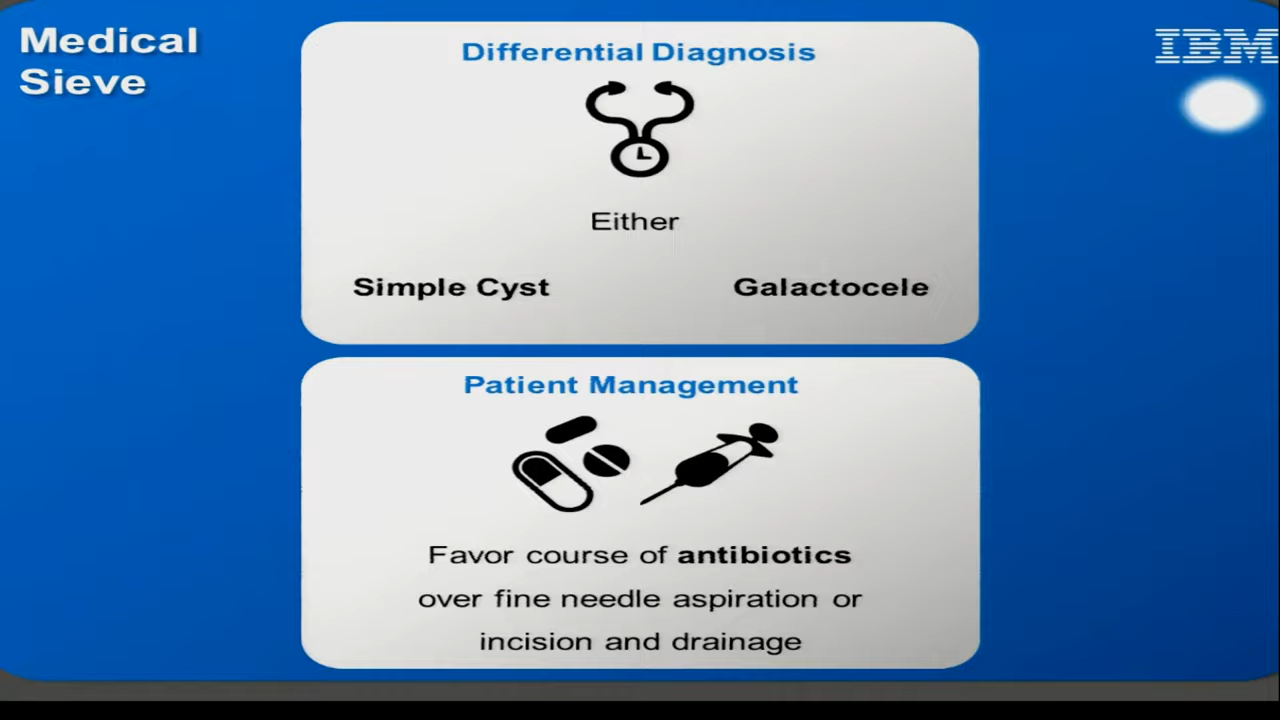 Medical
Sieve
IBM
Differential Diagnosis
Either
Simple Cyst
Galactocele
Patient Management
Favor course of antibiotics
over fine needle aspiration or
incision and drainage